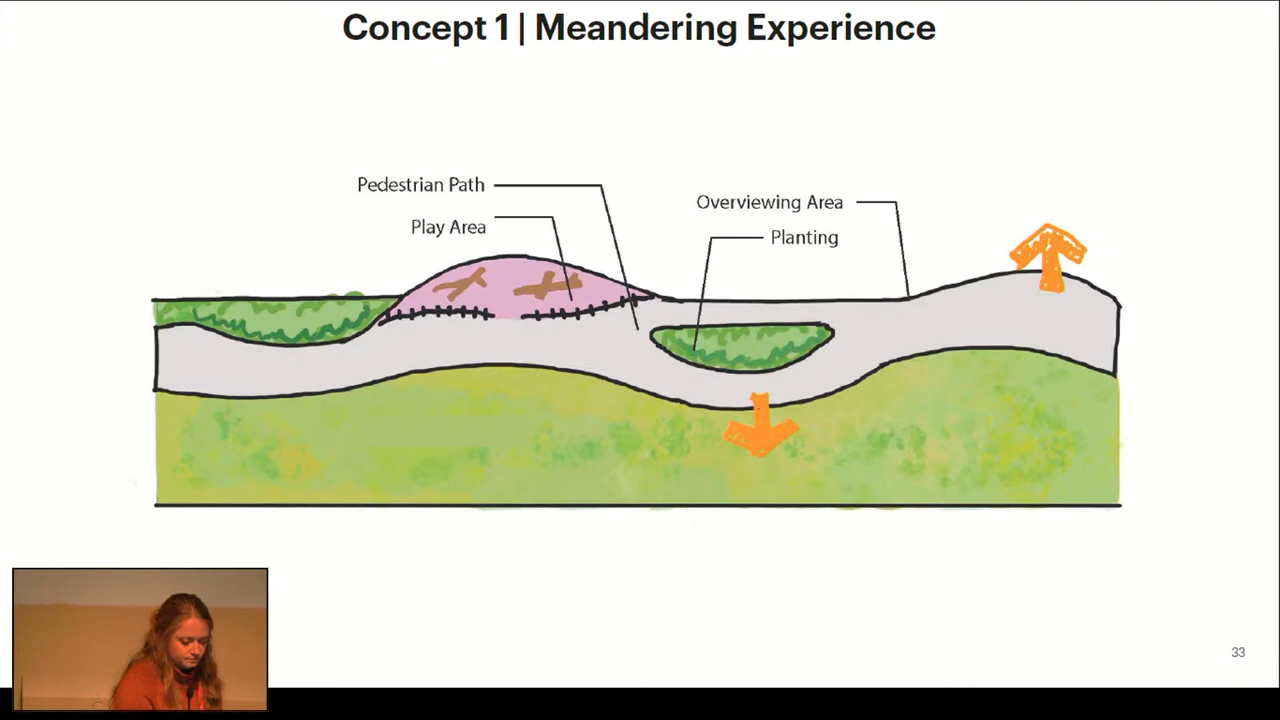 Concept 1 | Meandering Experience
Pedestrian Path
Overviewing Area
Play Area
Planting
33